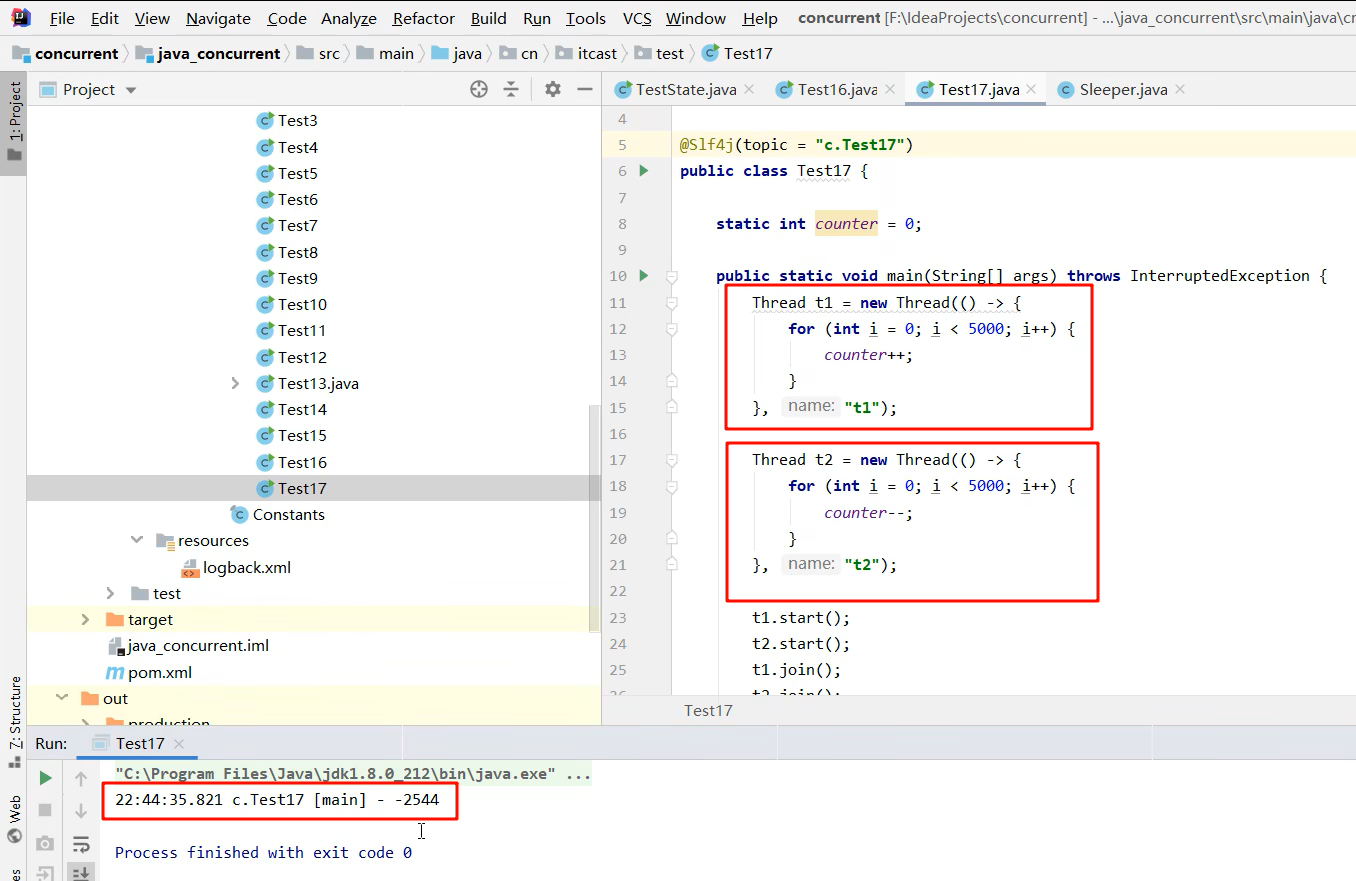 File Edit View Navigate Code Analyze Refactor Build Run Tools VCS Window Help concurrent [F:\IdeaProjects\concurrent] - ...\java_concurrent\src\main\java\cn
concurrent java_concurrent src main java cn itcast test Test17
1: Project
Project
TestState.java Test16.java Test17.java Sleeper.java
Test3
Test4
Test5
Test6
Test7
Test8
Test9
Test10
Test11
Test12
Test13.java
Test14
Test15
Test16
Test17
Constants
resources
logback.xml
test
target
java_concurrent.iml
pom.xml
out
production
4
5 @Slf4j(topic = "c.Test17")
6 public class Test17 {
7
8 static int counter = 0;
9
10 public static void main(String[] args) throws InterruptedException {
11 Thread t1 = new Thread(() -> {
12 for (int i = 0; i < 5000; i++) {
13 counter++;
14 }
15 }, name: "t1");
16
17 Thread t2 = new Thread(() -> {
18 for (int i = 0; i < 5000; i++) {
19 counter--;
20 }
21 }, name: "t2");
22
23 t1.start();
24 t2.start();
25 t1.join();
26 t2.join();
Test17
7: Structure
Web
Run: Test17
"C:\Program Files\Java\jdk1.8.0_212\bin\java.exe" ...
22:44:35.821 c.Test17 [main] - -2544
Process finished with exit code 0